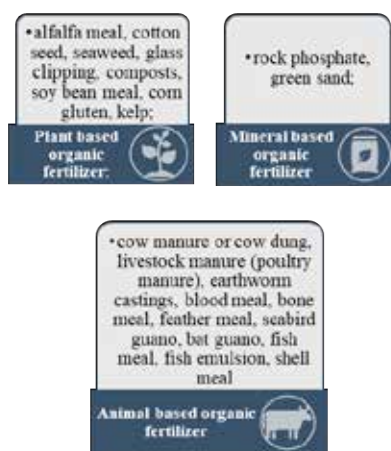 •alfalfa meal, cotton
seed, seaweed, glass
clipping, composts,
soy bean meal, corn
gluten, kelp;
Plant based
organic
fertilizer;
•rock phosphate,
green sand;
Mineral based
organic
fertilizer
•cow manure or cow dung,
livestock manure (poultry
manure), earthworm
castings, blood meal, bone
meal, feather meal, seabird
guano, bat guano, fish
meal, fish emulsion, shell
meal
Animal based organic
fertilizer